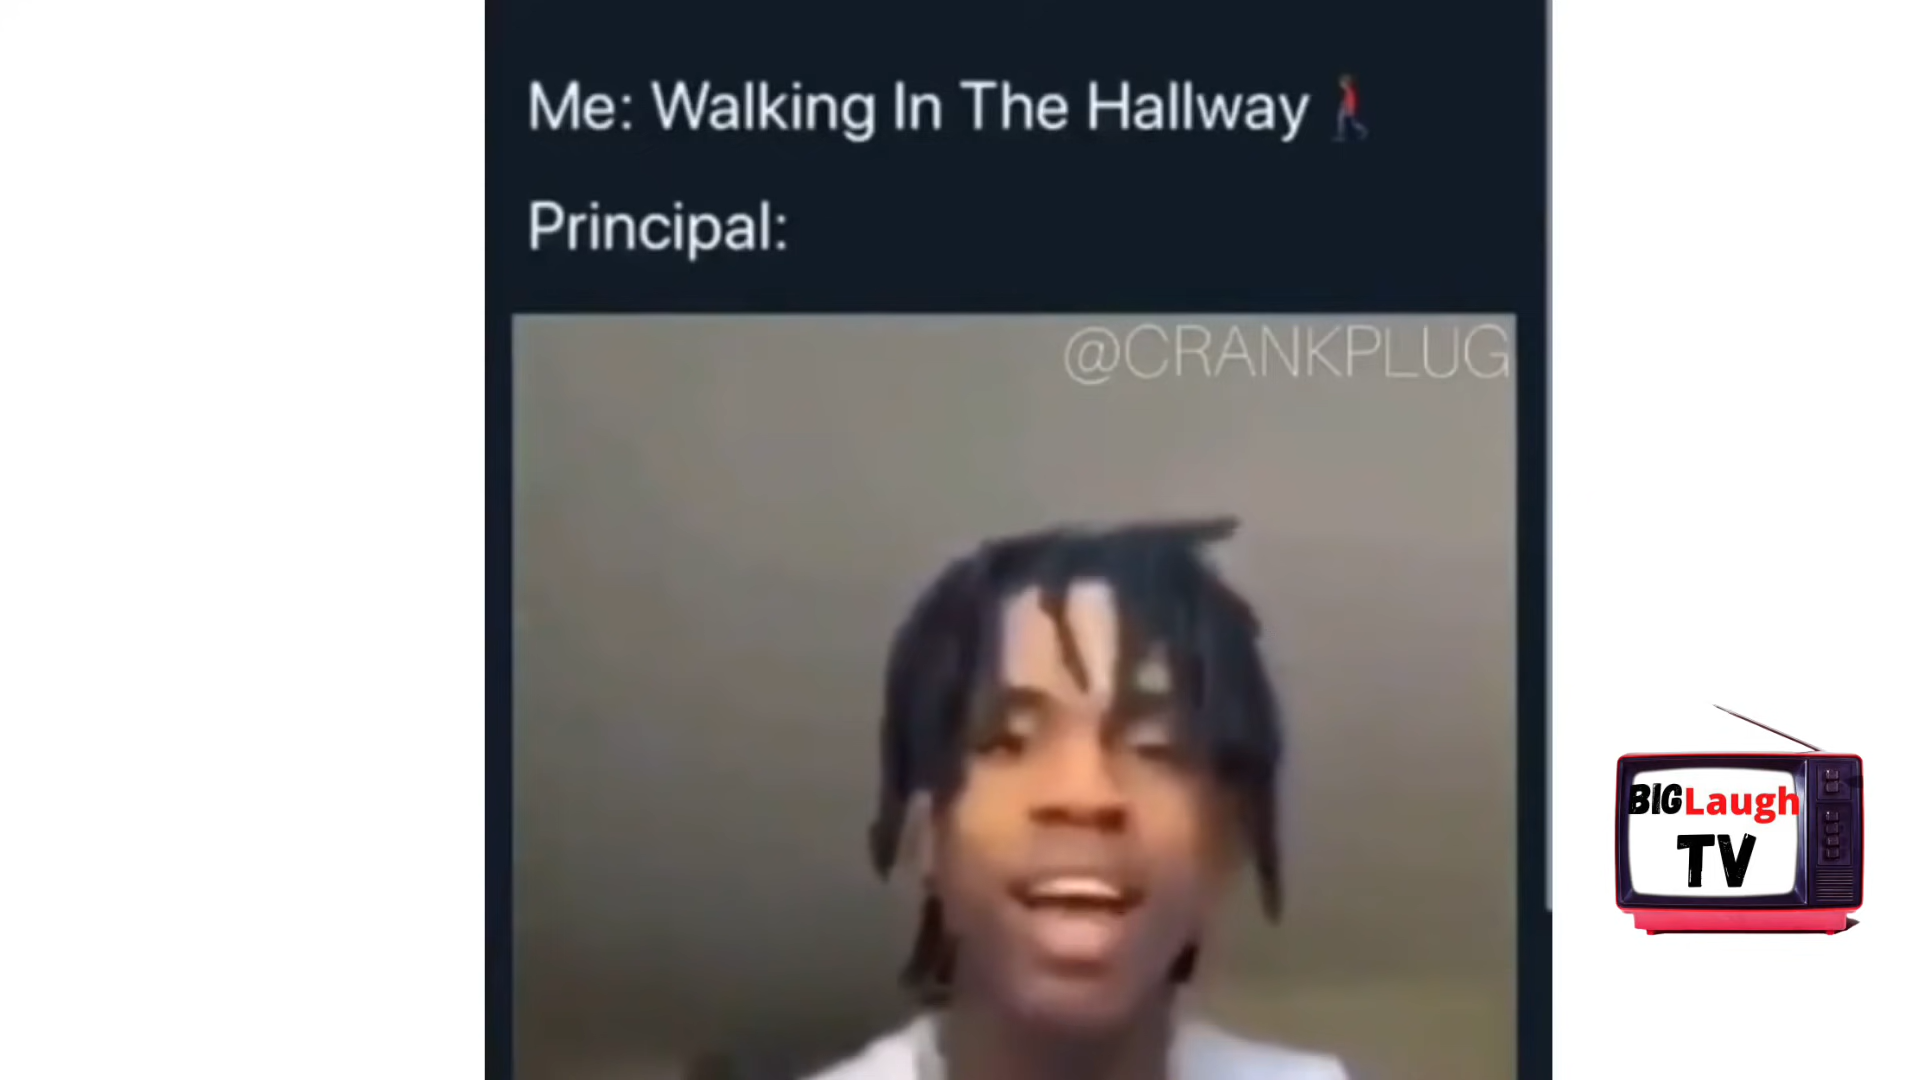 Me: Walking In The Hallway🚶
Principal:
@CRANKPLUG
BIGLaugh
TV